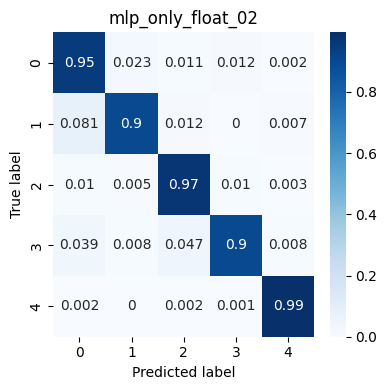 mlp_only_float_02
True label
0 0.95 0.023 0.011 0.012 0.002
1 0.081 0.9 0.012 0 0.007
2 0.01 0.005 0.97 0.01 0.003
3 0.039 0.008 0.047 0.9 0.008
4 0.002 0 0.002 0.001 0.99
0 1 2 3 4
Predicted label
0.8
0.6
0.4
0.2
0.0